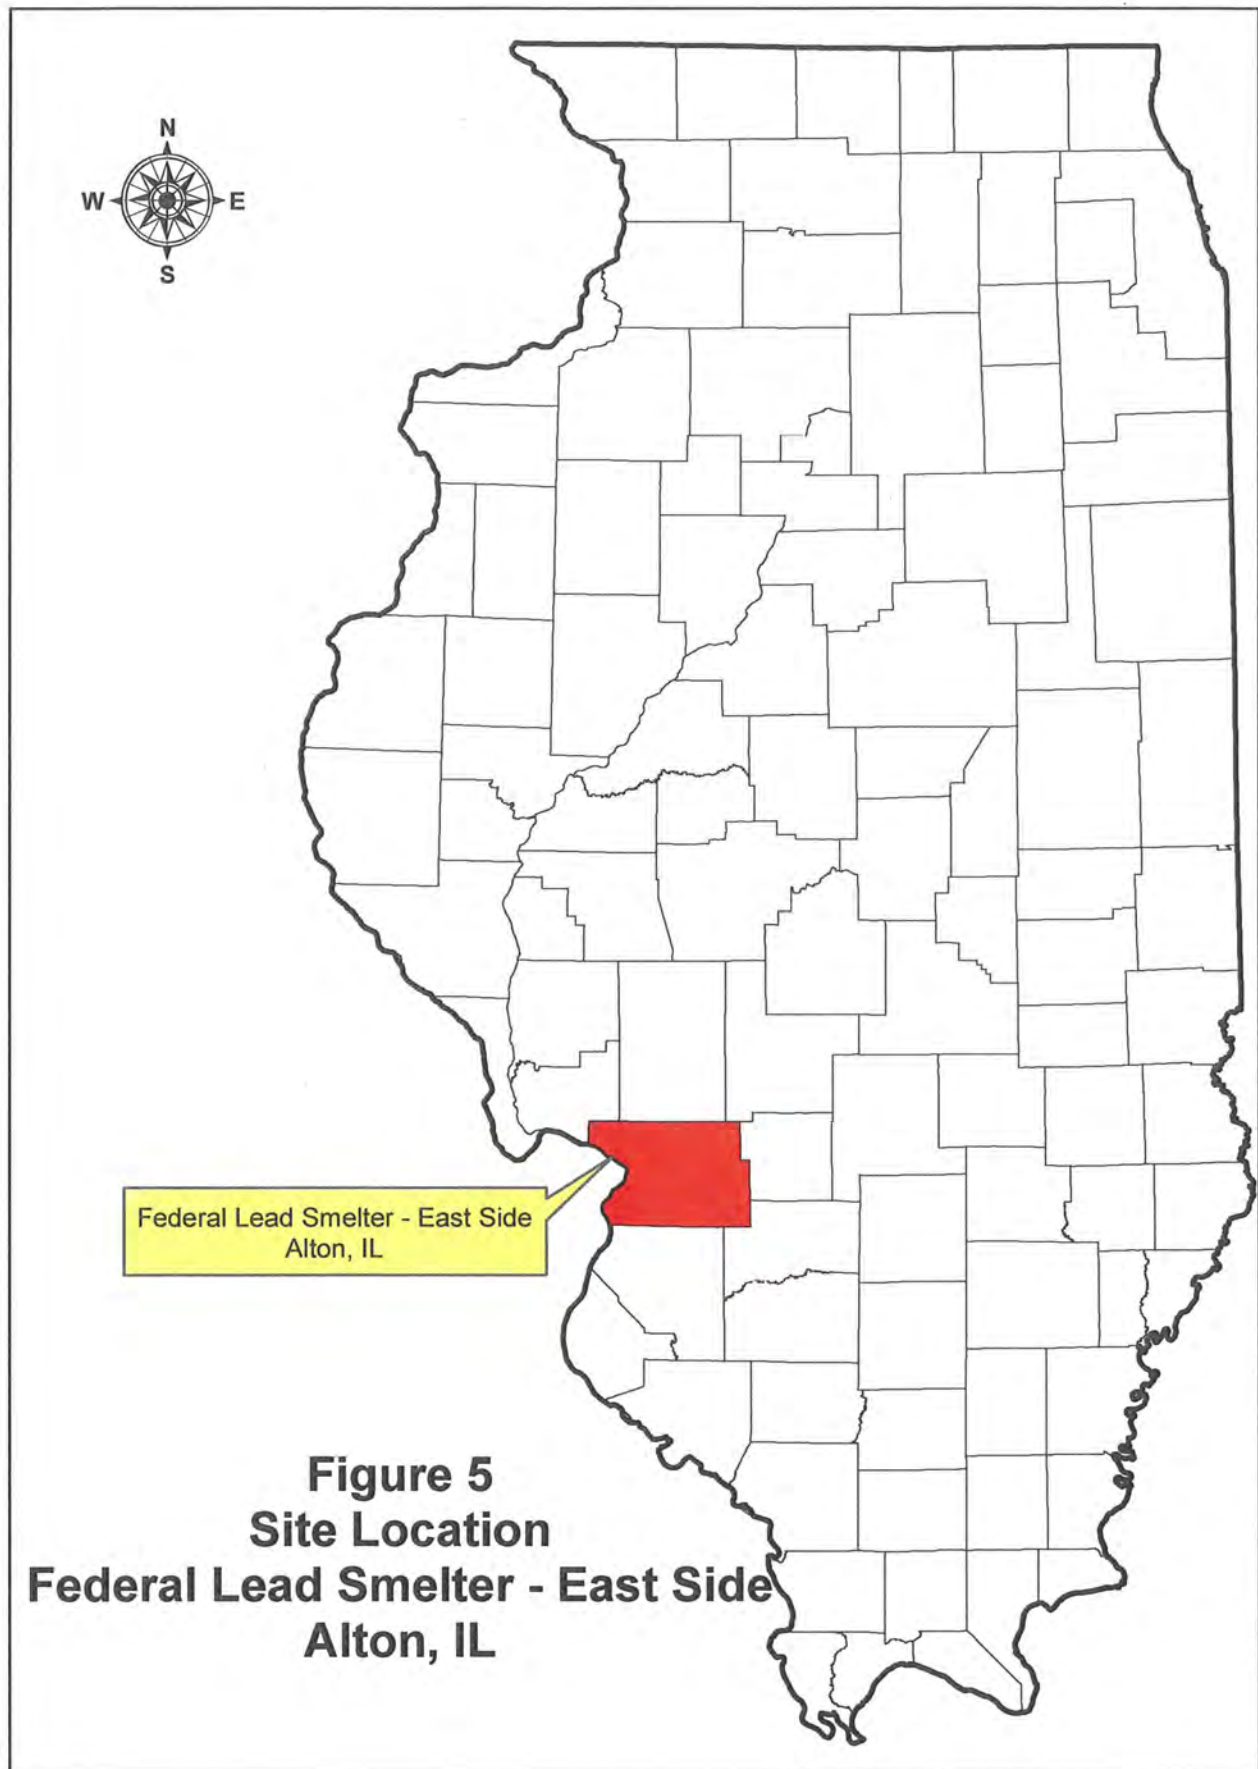 N
W E
S
Federal Lead Smelter - East Side
Alton, IL
Figure 5
Site Location
Federal Lead Smelter - East Side
Alton, IL